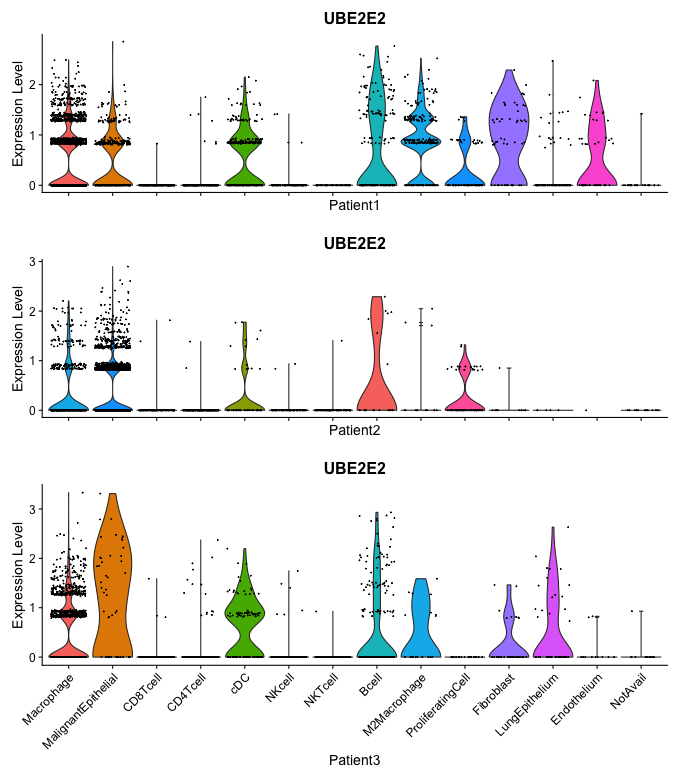 UBE2E2
Expression Level
2
1
0
Patient1
UBE2E2
Expression Level
3
2
1
0
Patient2
UBE2E2
Expression Level
3
2
1
0
Macrophage
MalignantEpithelial
CD8Tcell
CD4Tcell
cDC
NKcell
NKTcell
Bcell
M2Macrophage
ProliferatingCell
Fibroblast
LungEpithelium
Endothelium
NotAvail
Patient3